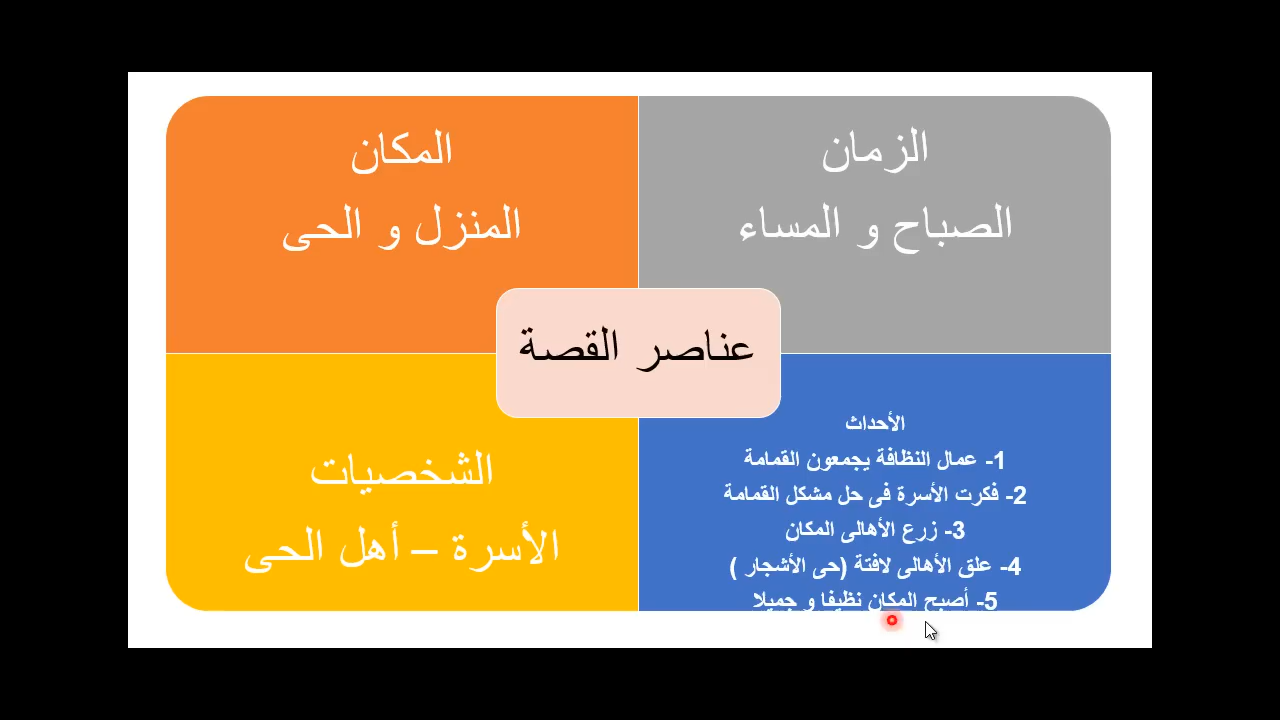 الزمان
الصباح و المساء
المكان
المنزل و الحى
عناصر القصة
الأحداث
1- عمال النظافة يجمعون القمامة
2- فكرت الأسرة فى حل مشكل القمامة
3- زرع الأهالى المكان
4- علق الأهالى لافتة (حى الأشجار )
5- أصبح المكان نظيفا و جميلا
الشخصيات
الأسرة – أهل الحى